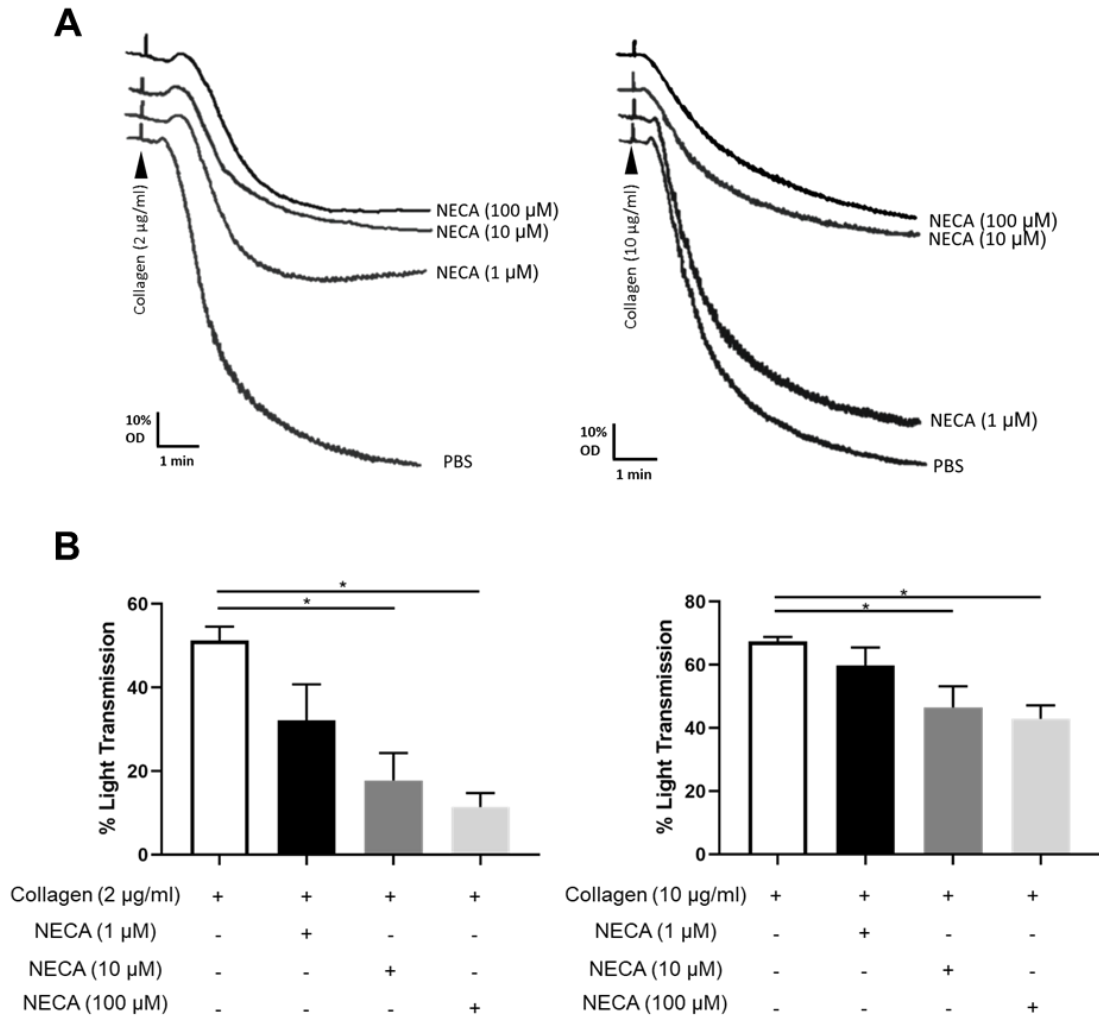 A
Collagen (2 µg/ml)
NECA (100 µM)
NECA (10 µM)
NECA (1 µM)
PBS
10%
OD
1 min
Collagen (10 µg/ml)
NECA (100 µM)
NECA (10 µM)
NECA (1 µM)
PBS
10%
OD
1 min
B
% Light Transmission
60
40
20
0
*
*
Collagen (2 µg/ml) + + + +
NECA (1 µM) - + - -
NECA (10 µM) - - + -
NECA (100 µM) - - - +
% Light Transmission
80
60
40
20
0
*
*
Collagen (10 µg/ml) + + + +
NECA (1 µM) - + - -
NECA (10 µM) - - + -
NECA (100 µM) - - - +